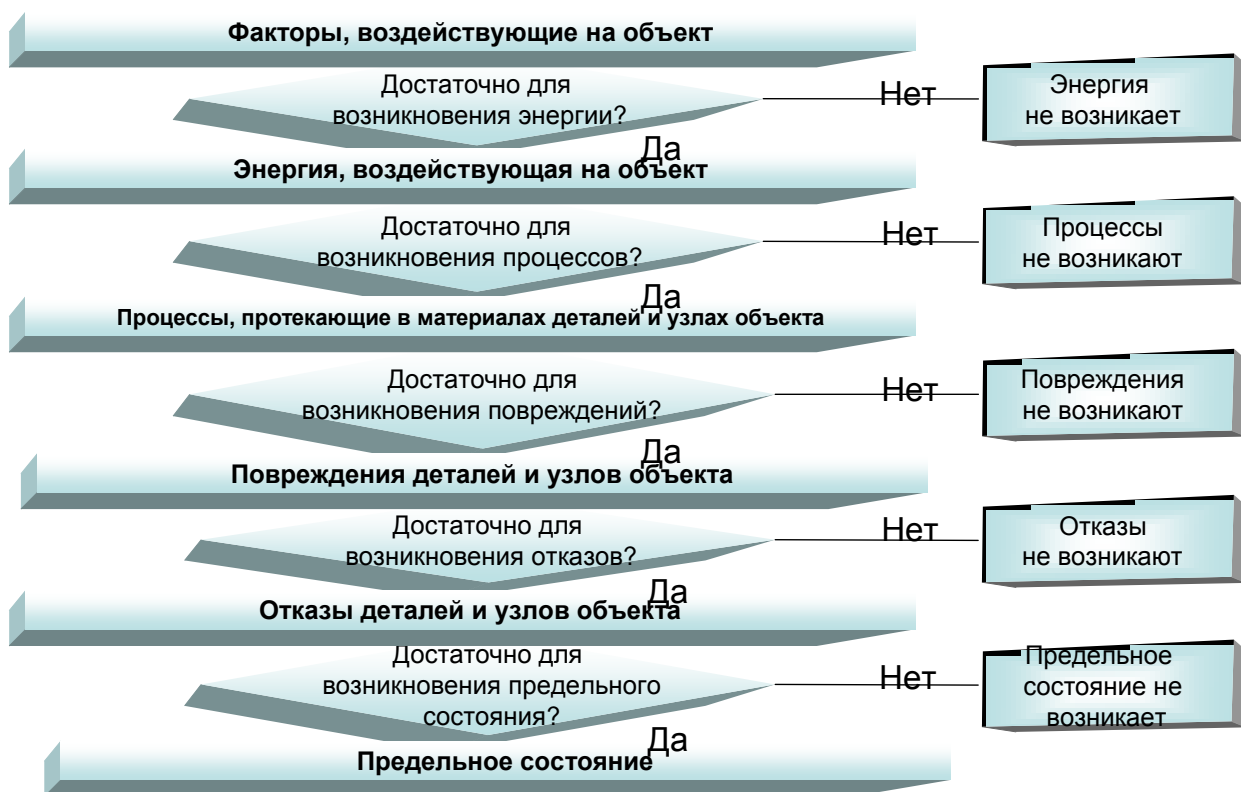 Факторы, воздействующие на объект
Достаточно для
возникновения энергии?
Нет
Энергия
не возникает
Да
Энергия, воздействующая на объект
Достаточно для
возникновения процессов?
Нет
Процессы
не возникают
Да
Процессы, протекающие в материалах деталей и узлах объекта
Достаточно для
возникновения повреждений?
Нет
Повреждения
не возникают
Да
Повреждения деталей и узлов объекта
Достаточно для
возникновения отказов?
Нет
Отказы
не возникают
Да
Отказы деталей и узлов объекта
Достаточно для
возникновения предельного
состояния?
Нет
Предельное
состояние не
возникает
Да
Предельное состояние